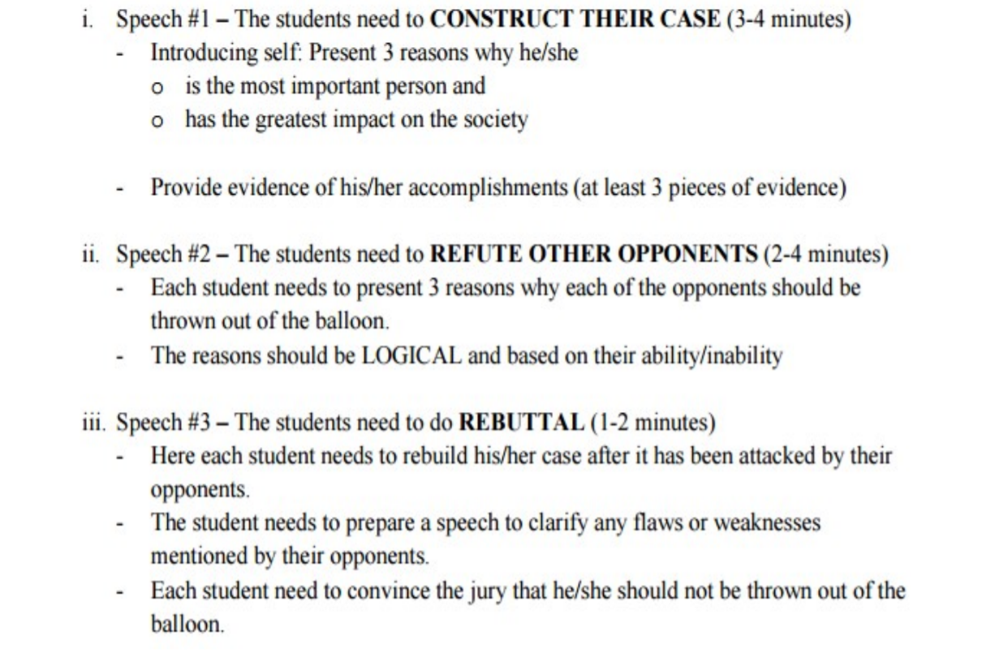 i. Speech #1 – The students need to CONSTRUCT THEIR CASE (3-4 minutes)
- Introducing self: Present 3 reasons why he/she
o is the most important person and
o has the greatest impact on the society
- Provide evidence of his/her accomplishments (at least 3 pieces of evidence)
ii. Speech #2 – The students need to REFUTE OTHER OPPONENTS (2-4 minutes)
- Each student needs to present 3 reasons why each of the opponents should be
thrown out of the balloon.
- The reasons should be LOGICAL and based on their ability/inability
iii. Speech #3 – The students need to do REBUTTAL (1-2 minutes)
- Here each student needs to rebuild his/her case after it has been attacked by their
opponents.
- The student needs to prepare a speech to clarify any flaws or weaknesses
mentioned by their opponents.
- Each student need to convince the jury that he/she should not be thrown out of the
balloon.